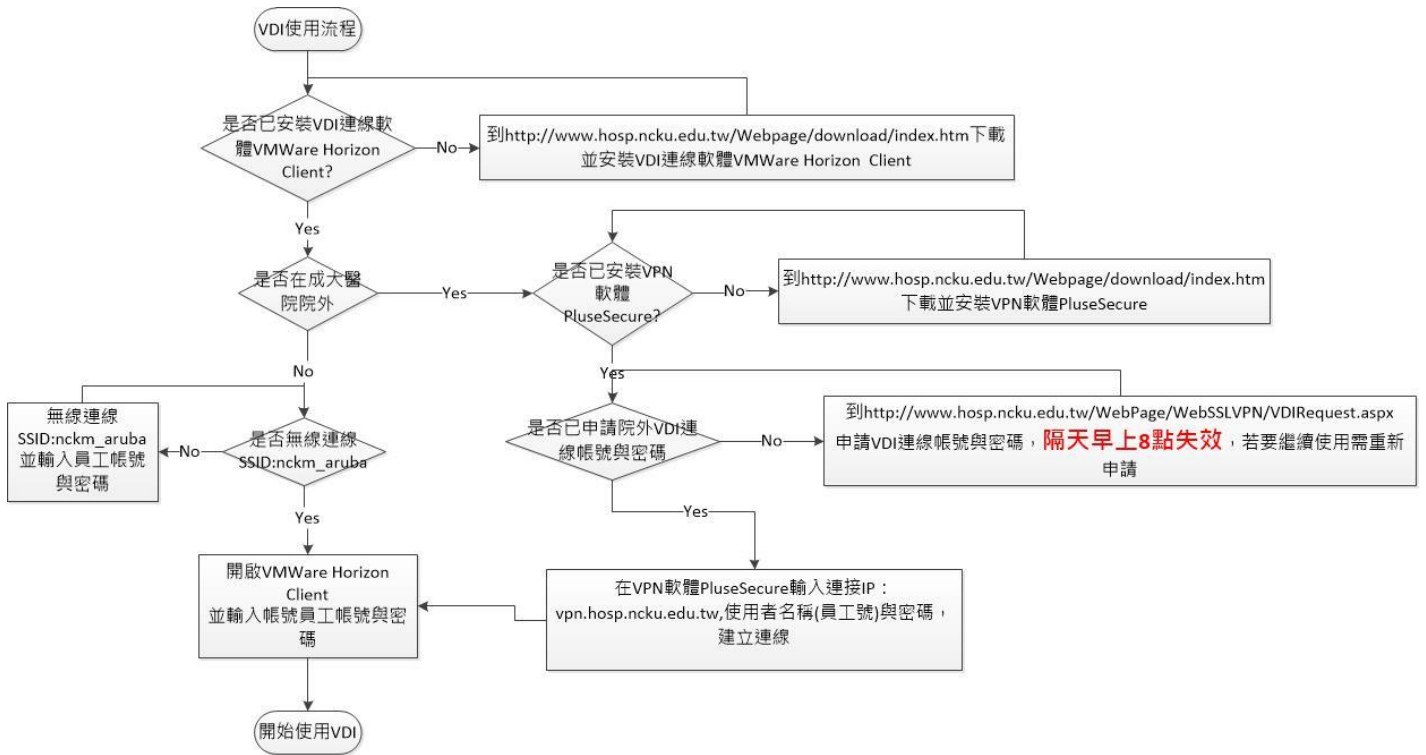 VDI使用流程
是否已安裝VDI連線軟
體VMWare Horizon
Client?
No
到http://www.hosp.ncku.edu.tw/Webpage/download/index.htm下載
並安裝VDI連線軟體VMWare Horizon Client
Yes
是否在成大醫
院院外
Yes
是否已安裝VPN
軟體
PluseSecure?
No
到http://www.hosp.ncku.edu.tw/Webpage/download/index.htm
下載並安裝VPN軟體PluseSecure
No
Yes
無線連線
SSID:nckm_aruba
並輸入員工帳號
與密碼
No
是否無線連線
SSID:nckm_aruba
是否已申請院外VDI連
線帳號與密碼
No
到http://www.hosp.ncku.edu.tw/WebPage/WebSSLVPN/VDIRequest.aspx
申請VDI連線帳號與密碼，隔天早上8點失效，若要繼續使用需重新
申請
Yes
Yes
開啟VMWare Horizon
Client
並輸入帳號員工帳號與密
碼
在VPN軟體PluseSecure輸入連接IP：
vpn.hosp.ncku.edu.tw,使用者名稱(員工號)與密碼，
建立連線
開始使用VDI